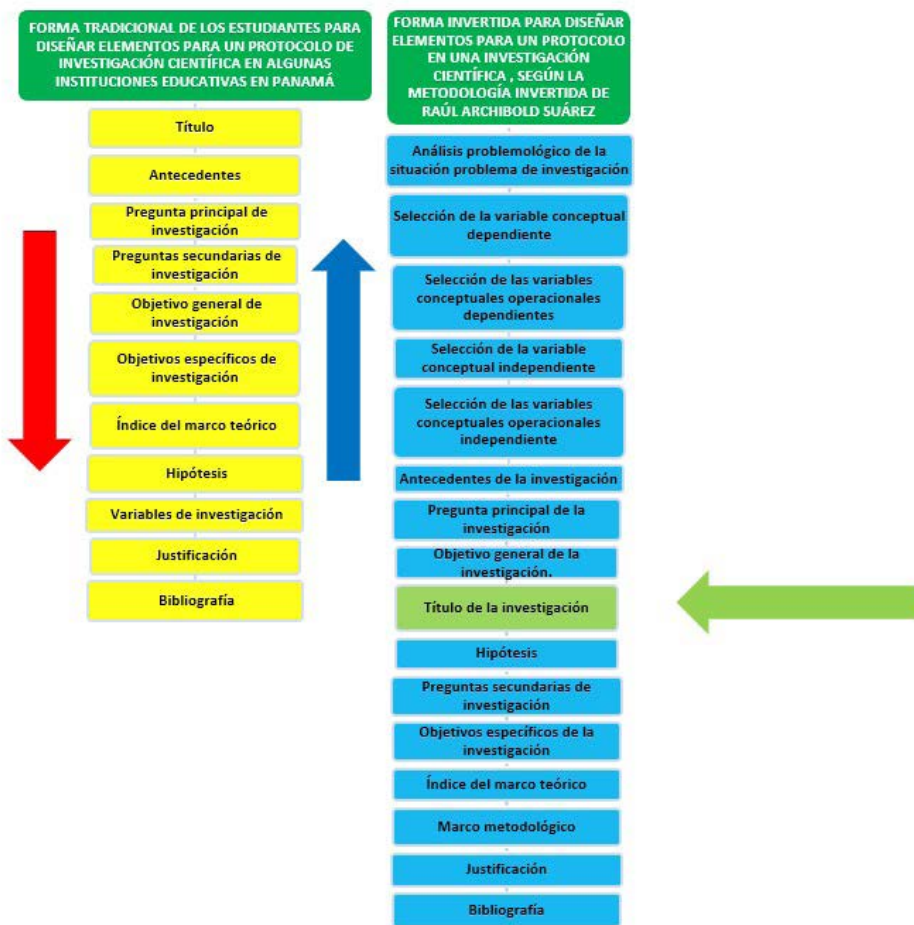 FORMA TRADICIONAL DE LOS ESTUDIANTES PARA
DISEÑAR ELEMENTOS PARA UN PROTOCOLO DE
INVESTIGACIÓN CIENTÍFICA EN ALGUNAS
INSTITUCIONES EDUCATIVAS EN PANAMÁ
Título
Antecedentes
Pregunta principal de
investigación
Preguntas secundarias de
investigación
Objetivo general de
investigación
Objetivos específicos de
investigación
Índice del marco teórico
Hipótesis
Variables de investigación
Justificación
Bibliografía
FORMA INVERTIDA PARA DISEÑAR
ELEMENTOS PARA UN PROTOCOLO
EN UNA INVESTIGACIÓN
CIENTÍFICA , SEGÚN LA
METODOLOGÍA INVERTIDA DE
RAÚL ARCHIBOLD SUÁREZ
Análisis problemológico de la
situación problema de investigación
Selección de la variable conceptual
dependiente
Selección de las variables
conceptuales operacionales
dependientes
Selección de la variable
conceptual independiente
Selección de las variables
conceptuales operacionales
independiente
Antecedentes de la investigación
Pregunta principal de la
investigación
Objetivo general de la
investigación.
Título de la investigación
Hipótesis
Preguntas secundarias de
investigación
Objetivos específicos de la
investigación
Índice del marco teórico
Marco metodológico
Justificación
Bibliografía